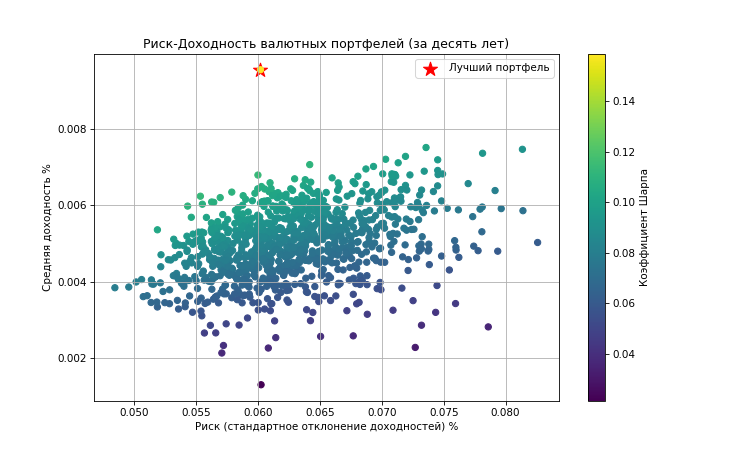 Риск-Доходность валютных портфелей (за десять лет)
Лучший портфель
0.008
0.006
0.004
0.002
Средняя доходность %
0.050 0.055 0.060 0.065 0.070 0.075 0.080
Риск (стандартное отклонение доходностей) %
0.14
0.12
0.10
0.08
0.06
0.04
Коэффициент Шарпа